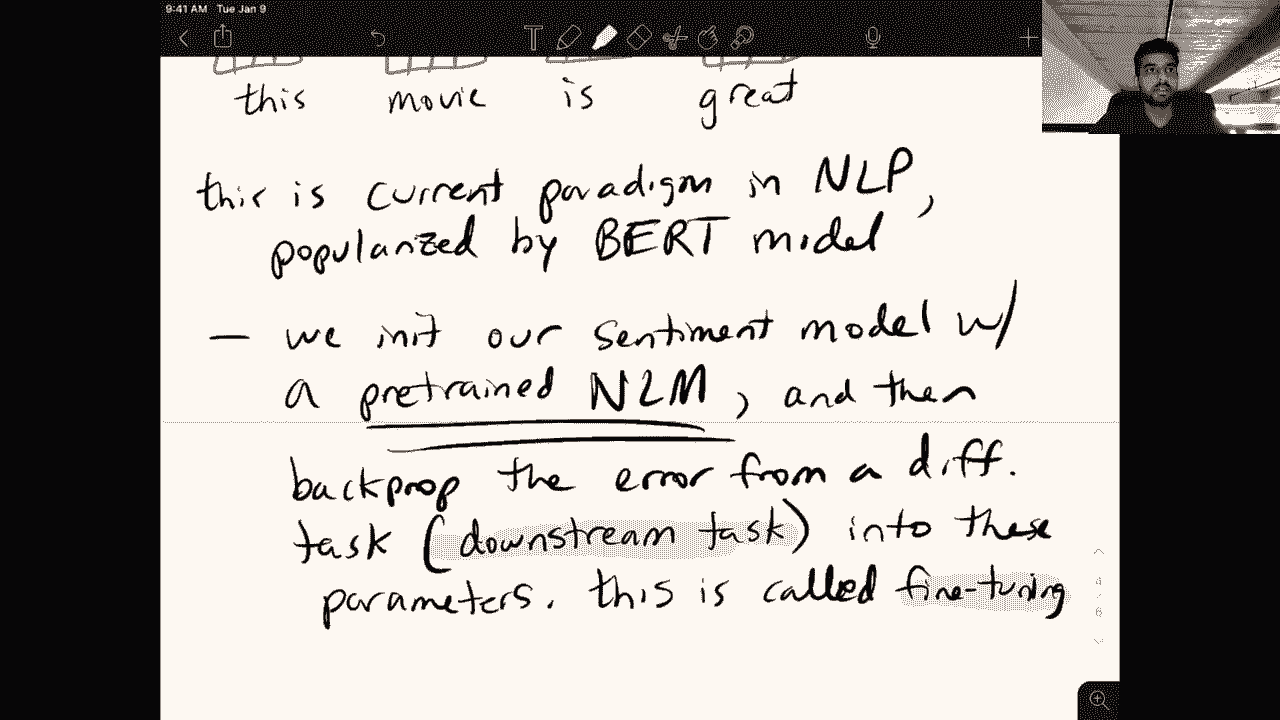 9:41 AM Tue Jan 9
this movie is great
this is current paradigm in NLP,
popularized by BERT model
— we init our sentiment model w/
a pretrained NLM, and then
backprop the error from a diff.
task (downstream task) into these
parameters. this is called fine-tuning
4
6